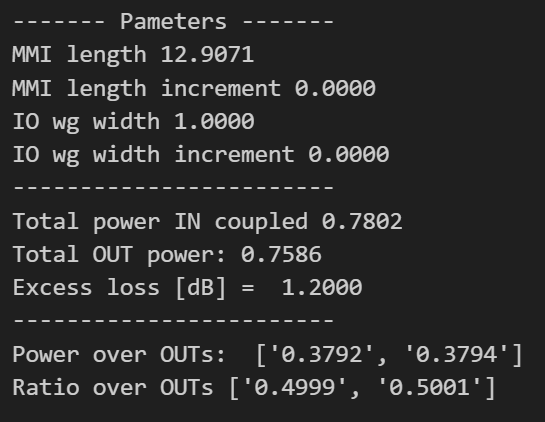 ------- Pameters -------
MMI length 12.9071
MMI length increment 0.0000
IO wg width 1.0000
IO wg width increment 0.0000
------------------------
Total power IN coupled 0.7802
Total OUT power: 0.7586
Excess loss [dB] =  1.2000
------------------------
Power over OUTs:  ['0.3792', '0.3794']
Ratio over OUTs ['0.4999', '0.5001']